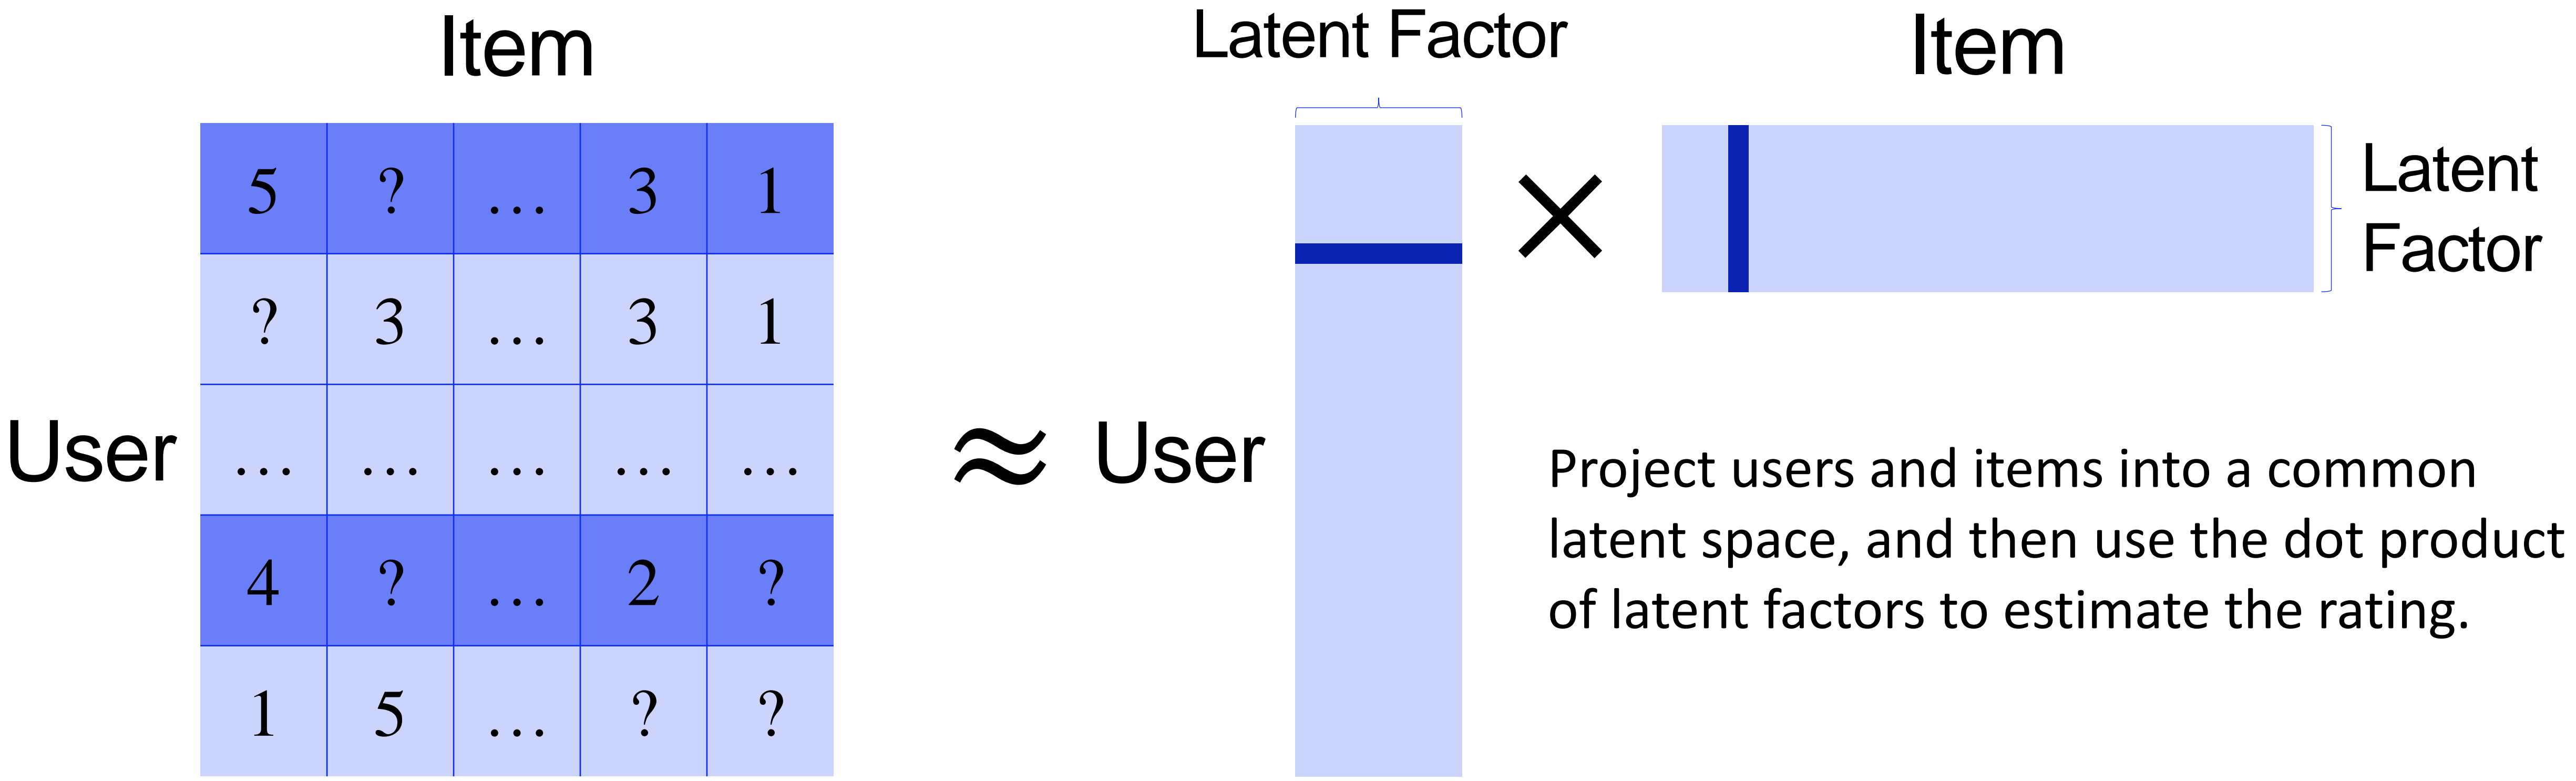 Item
Latent Factor
Item
5 ? ... 3 1
? 3 ... 3 1
... ... ... ... ...
4 ? ... 2 ?
1 5 ... ? ?
User
≈
User
×
Latent
Factor
Project users and items into a common
latent space, and then use the dot product
of latent factors to estimate the rating.